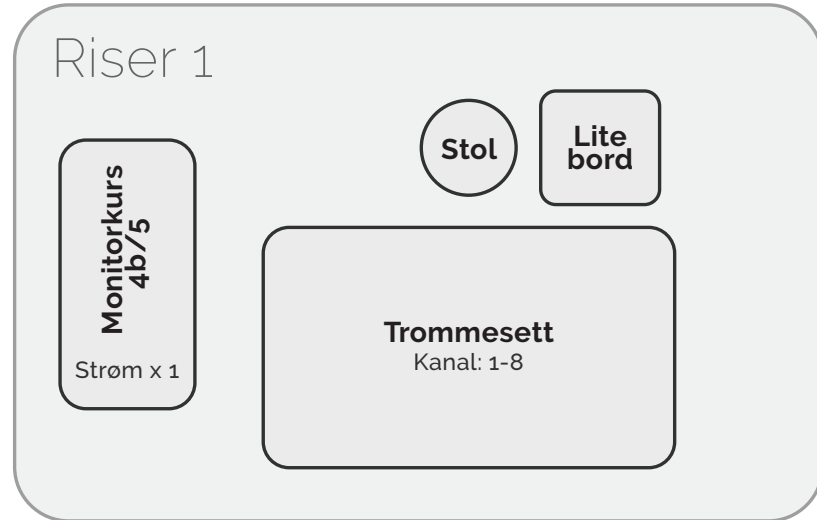 Riser 1
Stol
Lite
bord
Monitorkurs
4b/5
Strøm x 1
Trommesett
Kanal: 1-8